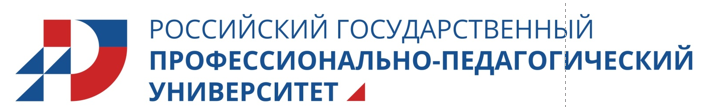 РОССИЙСКИЙ ГОСУДАРСТВЕННЫЙ
ПРОФЕССИОНАЛЬНО-ПЕДАГОГИЧЕСКИЙ
УНИВЕРСИТЕТ